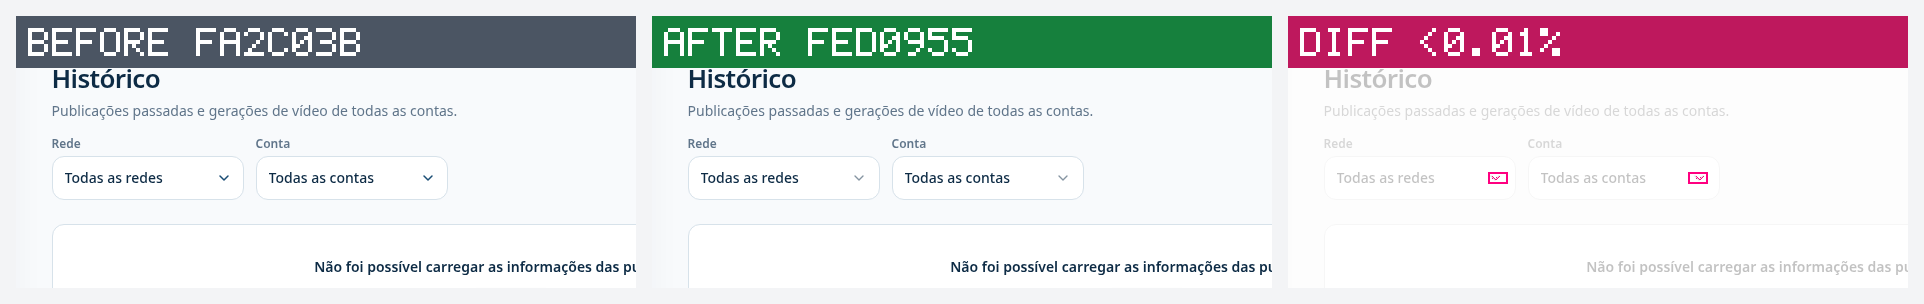 BEFORE FA2C03B
Histórico
Publicações passadas e gerações de vídeo de todas as contas.
Rede
Conta
Todas as redes
Todas as contas
Não foi possível carregar as informações das pu
AFTER FED0955
Histórico
Publicações passadas e gerações de vídeo de todas as contas.
Rede
Conta
Todas as redes
Todas as contas
Não foi possível carregar as informações das pu
DIFF <0.01%
Histórico
Publicações passadas e gerações de vídeo de todas as contas.
Rede
Conta
Todas as redes
Todas as contas
Não foi possível carregar as informações das pu